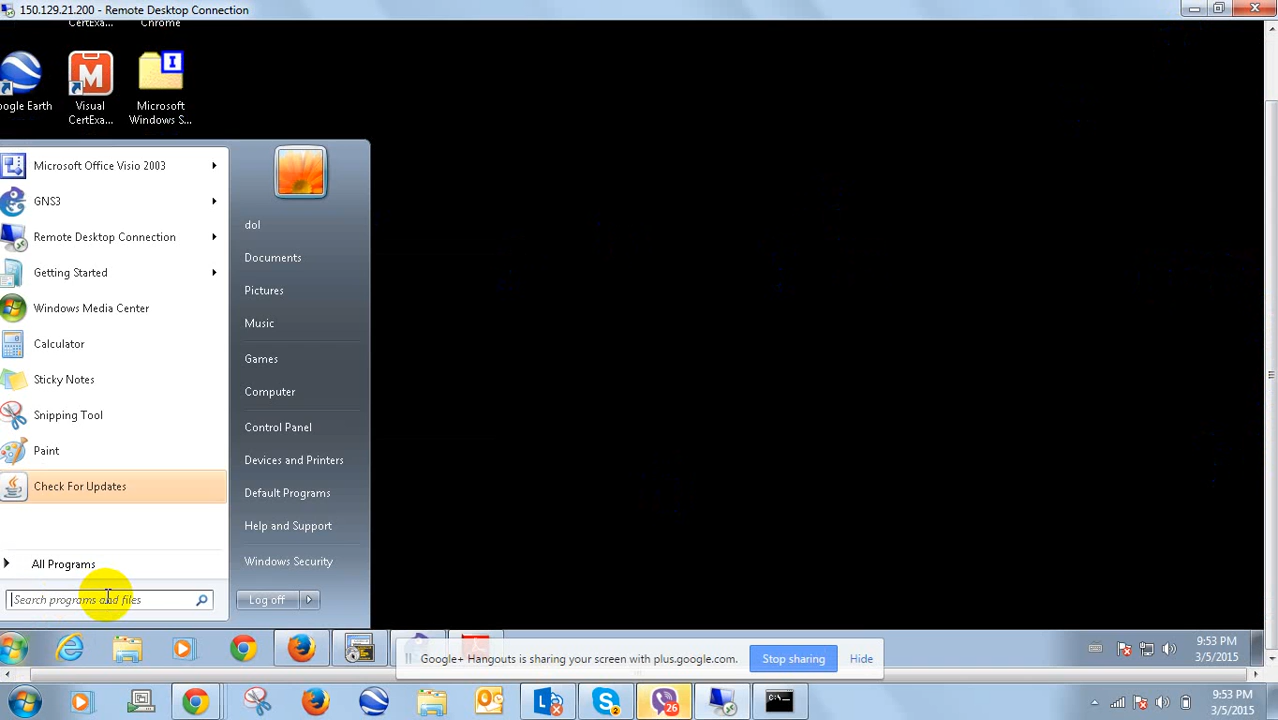 150.129.21.200 - Remote Desktop Connection
CertExa... Chrome
oogle Earth
Visual
CertExa...
Microsoft
Windows S...
Microsoft Office Visio 2003
GNS3
Remote Desktop Connection
Getting Started
Windows Media Center
Calculator
Sticky Notes
Snipping Tool
Paint
Check For Updates
All Programs
Search programs and files
dol
Documents
Pictures
Music
Games
Computer
Control Panel
Devices and Printers
Default Programs
Help and Support
Windows Security
Log off
Google+ Hangouts is sharing your screen with plus.google.com.
Stop sharing
Hide
9:53 PM
3/5/2015
26
2
C:\
9:53 PM
3/5/2015